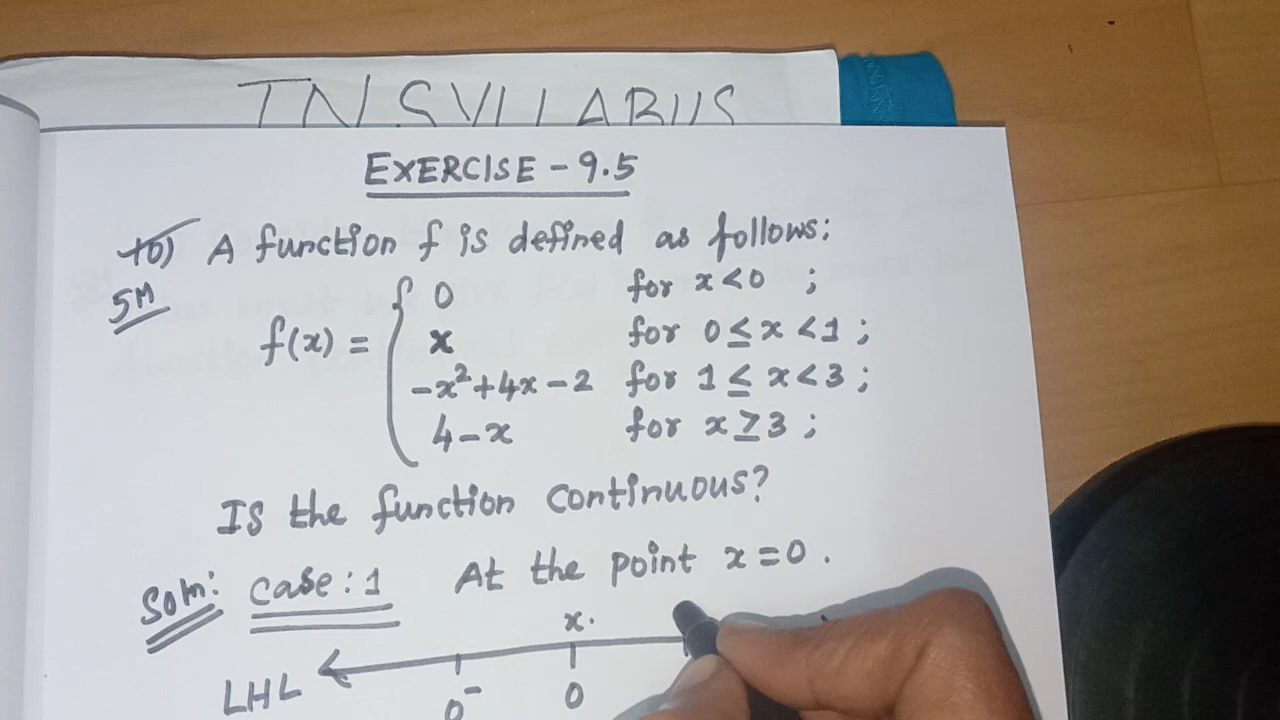 TN SYLLABUS
EXERCISE - 9.5
10) A function f is defined as follows:
5M
f(x) = { 0 for x < 0 ;
x for 0 ≤ x < 1 ;
-x²+4x-2 for 1 ≤ x < 3 ;
4-x for x ≥ 3 ;
Is the function continuous?
Soln: case: 1 At the point x = 0 .
x.
LHL 0⁻ 0